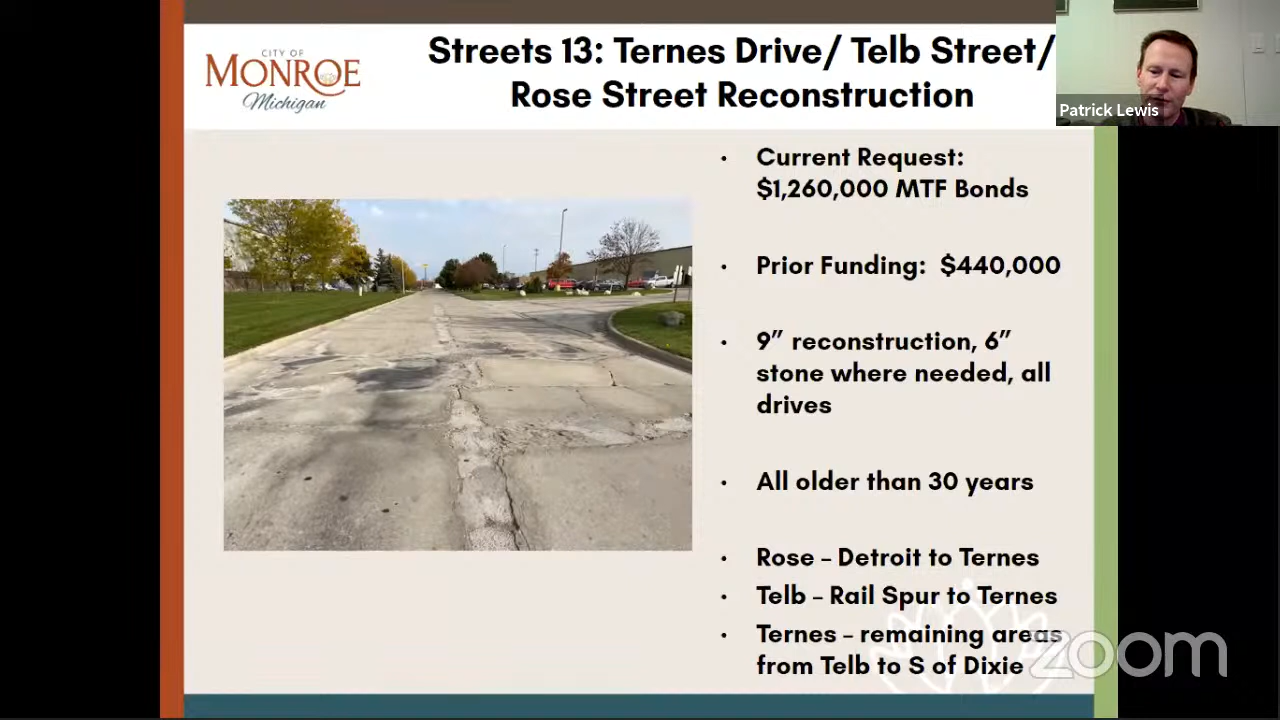 CITY OF
MONROE
Michigan
Streets 13: Ternes Drive/ Telb Street/
Rose Street Reconstruction
Patrick Lewis
• Current Request:
$1,260,000 MTF Bonds
• Prior Funding: $440,000
• 9” reconstruction, 6”
stone where needed, all
drives
• All older than 30 years
• Rose – Detroit to Ternes
• Telb – Rail Spur to Ternes
• Ternes – remaining areas
from Telb to S of Dixie
zoom